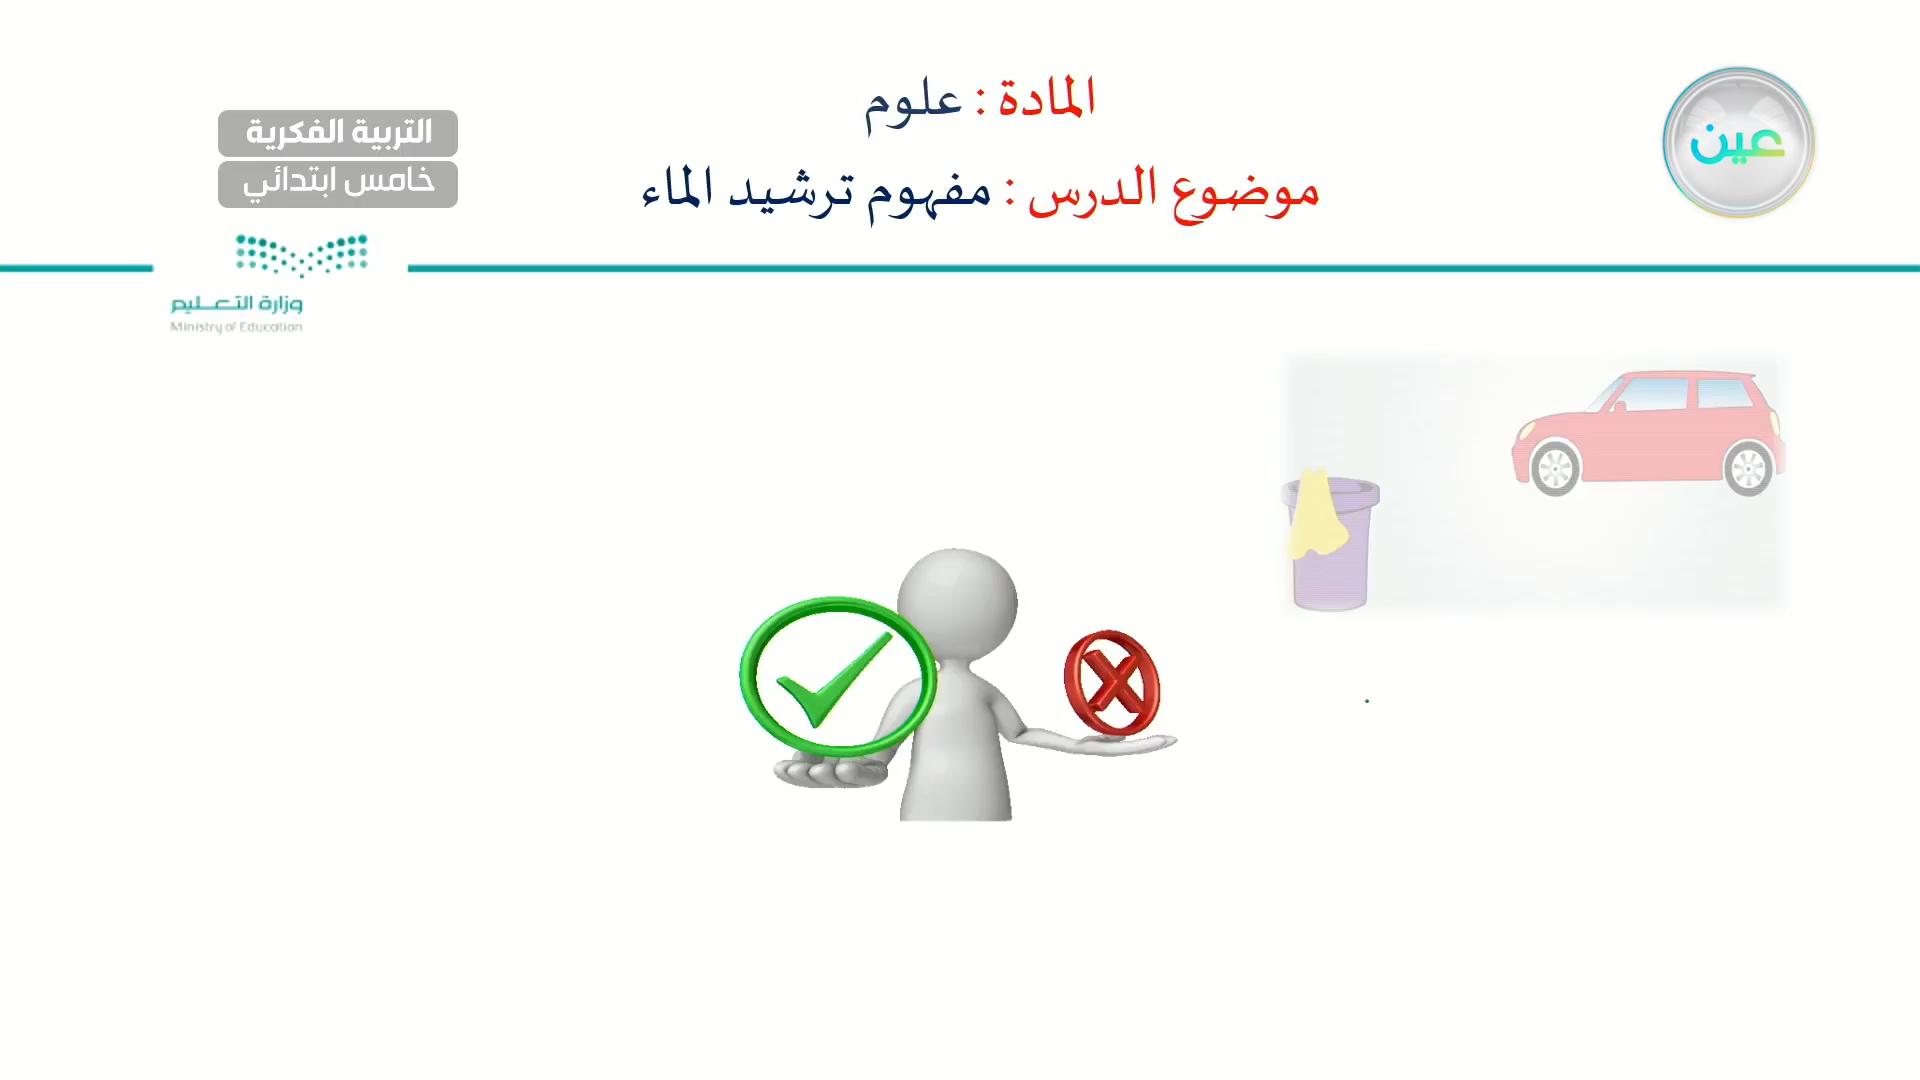 المادة : علوم
موضوع الدرس : مفهوم ترشيد الماء
عين
التربية الفكرية
خامس ابتدائي
وزارة التعليم
Ministry of Education